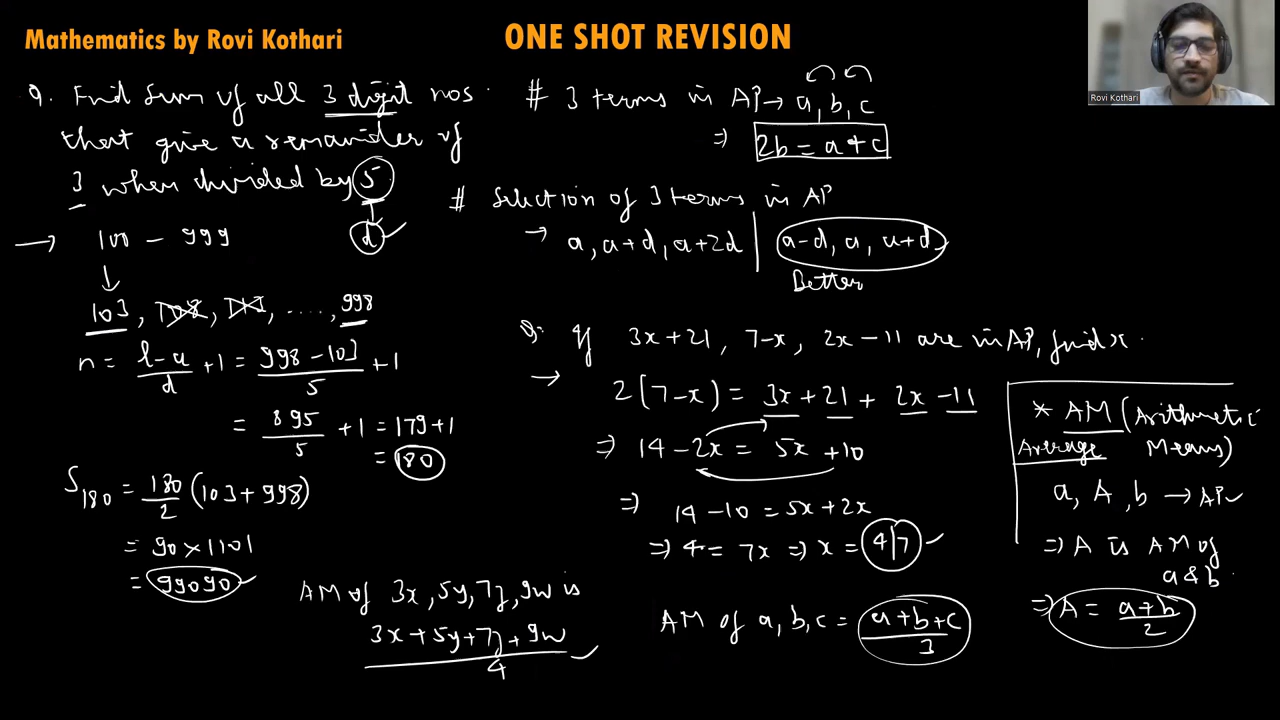 Mathematics by Rovi Kothari
ONE SHOT REVISION
Rovi Kothari
Q. Find sum of all 3 digit nos.
that give a remainder of
3 when divided by 5
d
→ 100 - 999
↓
103, 108, 113, ....., 998
n = l-a/d +1 = 998-103/5 +1
= 895/5 +1 = 179+1
= 180
S180 = 180/2 (103+998)
= 90 × 1101
= 99090
AM of 3x, 5y, 7z, 9w is
3x+5y+7z+9w/4
# 3 terms in AP → a, b, c
⇒ 2b = a+c
# Selection of 3 terms in AP
→ a, a+d, a+2d | a-d, a, a+d
Better
Q. If 3x+21, 7-x, 2x-11 are in AP, find x.
→ 2(7-x) = 3x+21 + 2x-11
⇒ 14-2x = 5x+10
⇒ 14-10 = 5x+2x
⇒ 4 = 7x ⇒ x = 4/7
AM of a, b, c = a+b+c/3
* AM (Arithmetic
Average Means)
a, A, b → AP
⇒ A is AM of
a & b.
⇒ A = a+b/2